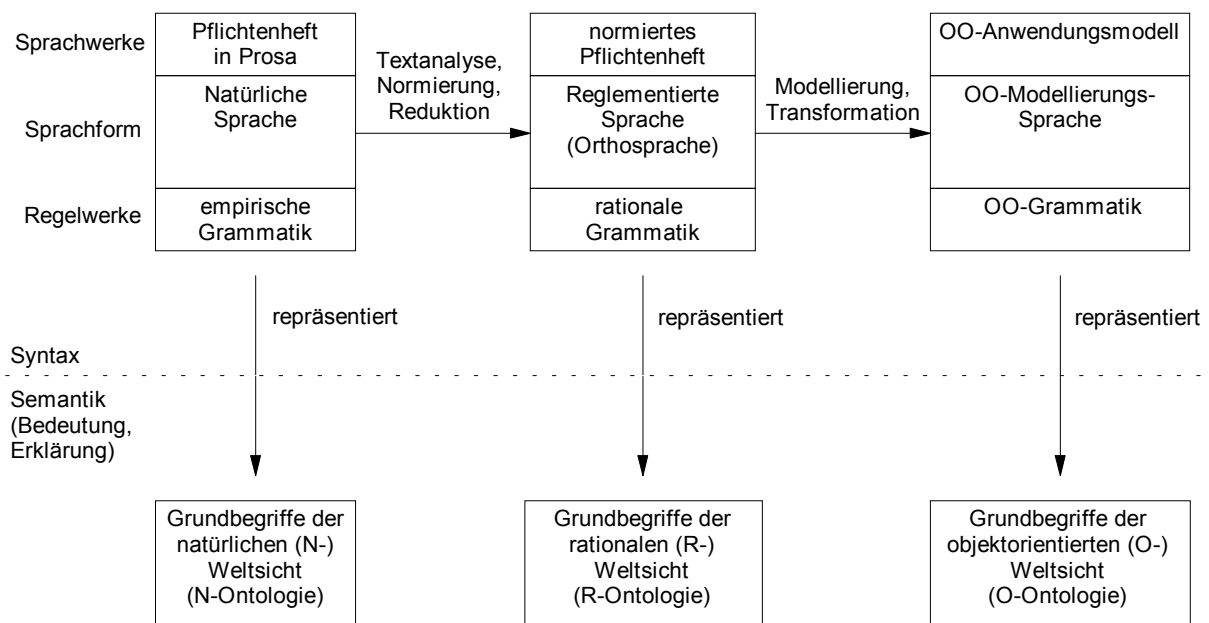 Sprachwerke
Pflichtenheft
in Prosa
Textanalyse,
Normierung,
Reduktion
normiertes
Pflichtenheft
Modellierung,
Transformation
OO-Anwendungsmodell
Sprachform
Natürliche
Sprache
Reglementierte
Sprache
(Orthosprache)
OO-Modellierungs-
Sprache
Regelwerke
empirische
Grammatik
rationale
Grammatik
OO-Grammatik
repräsentiert
repräsentiert
repräsentiert
Syntax
Semantik
(Bedeutung,
Erklärung)
Grundbegriffe der
natürlichen (N-)
Weltsicht
(N-Ontologie)
Grundbegriffe der
rationalen (R-)
Weltsicht
(R-Ontologie)
Grundbegriffe der
objektorientierten (O-)
Weltsicht
(O-Ontologie)